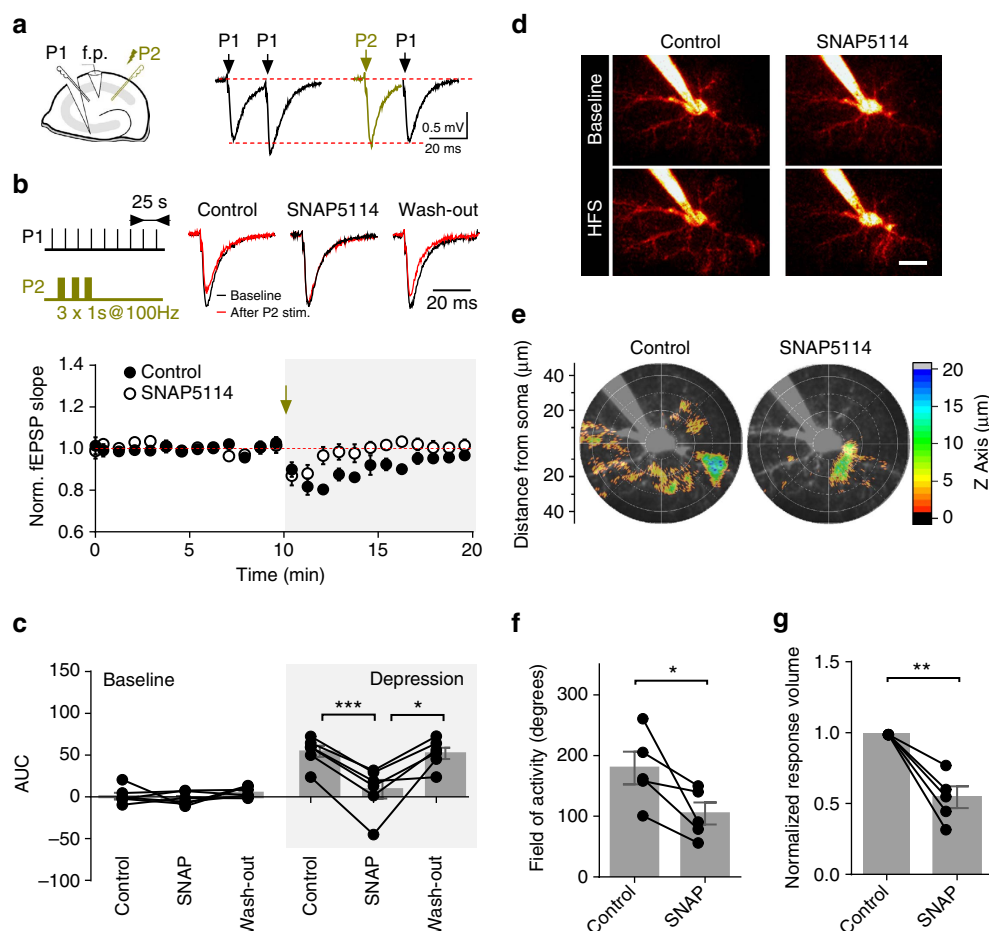 a
P1
f.p.
P2
P1
P1
P2
P1
0.5 mV
20 ms
b
25 s
P1
P2
3 x 1s@100Hz
Control
SNAP5114
Wash-out
Baseline
After P2 stim.
20 ms
Norm. fEPSP slope
1.4
1.2
1.0
0.8
0.6
Control
SNAP5114
0
5
10
15
20
Time (min)
c
AUC
150
100
50
0
−50
−100
Baseline
Depression
***
*
Control
SNAP
Wash-out
Control
SNAP
Wash-out
d
Control
SNAP5114
Baseline
HFS
e
Control
SNAP5114
Distance from soma (µm)
40
20
20
40
20
15
10
5
0
Z Axis (µm)
f
Field of activity (degrees)
300
200
100
0
*
Control
SNAP
g
Normalized response volume
1.5
1.0
0.5
0.0
**
Control
SNAP